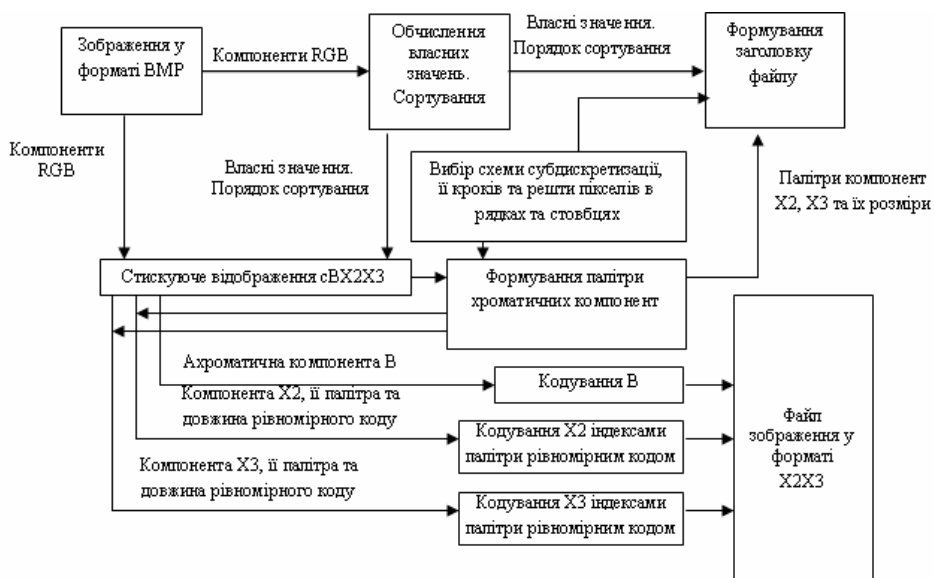 Зображення у
форматі BMP
Компоненти RGB
Обчислення
власних
значень.
Сортування
Власні значення.
Порядок сортування
Формування
заголовку
файлу
Компоненти
RGB
Власні значення.
Порядок сортування
Вибір схеми субдискретизації,
її кроків та решти пікселів в
рядках та стовбцях
Палітри компонент
X2, X3 та їх розміри
Стискуюче відображення cBX2X3
Формування палітри
хроматичних компонент
Ахроматична компонента B
Кодування B
Компонента X2, її палітра та
довжина рівномірного коду
Кодування X2 індексами
палітри рівномірним кодом
Компонента X3, її палітра та
довжина рівномірного коду
Кодування X3 індексами
палітри рівномірним кодом
Файл
зображення у
форматі
X2X3